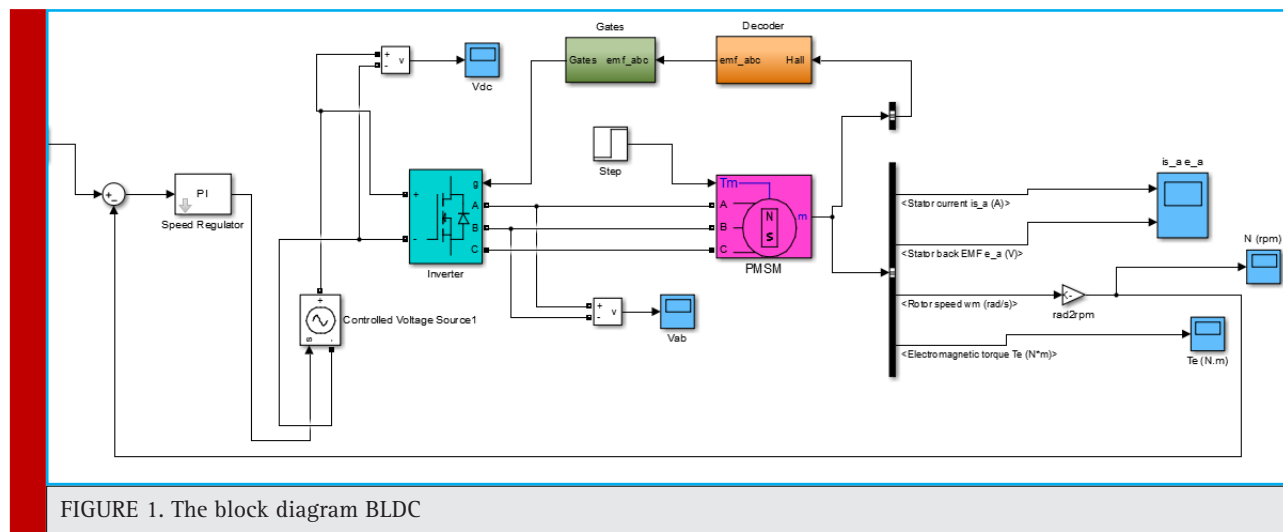 Gates
Decoder
+
-
v
Vdc
Gates emf_abc
emf_abc Hall
Step
+
-
PI
Speed Regulator
+
-
g
A
B
C
Inverter
Tm
A
B
C
m
N
S
PMSM
is_a e_a
<Stator current is_a (A)>
<Stator back EMF e_a (V)>
N (rpm)
<Rotor speed wm (rad/s)>
K-
rad2rpm
<Electromagnetic torque Te (N*m)>
Te (N.m)
+
s
-
Controlled Voltage Source1
+
-
v
Vab
FIGURE 1. The block diagram BLDC